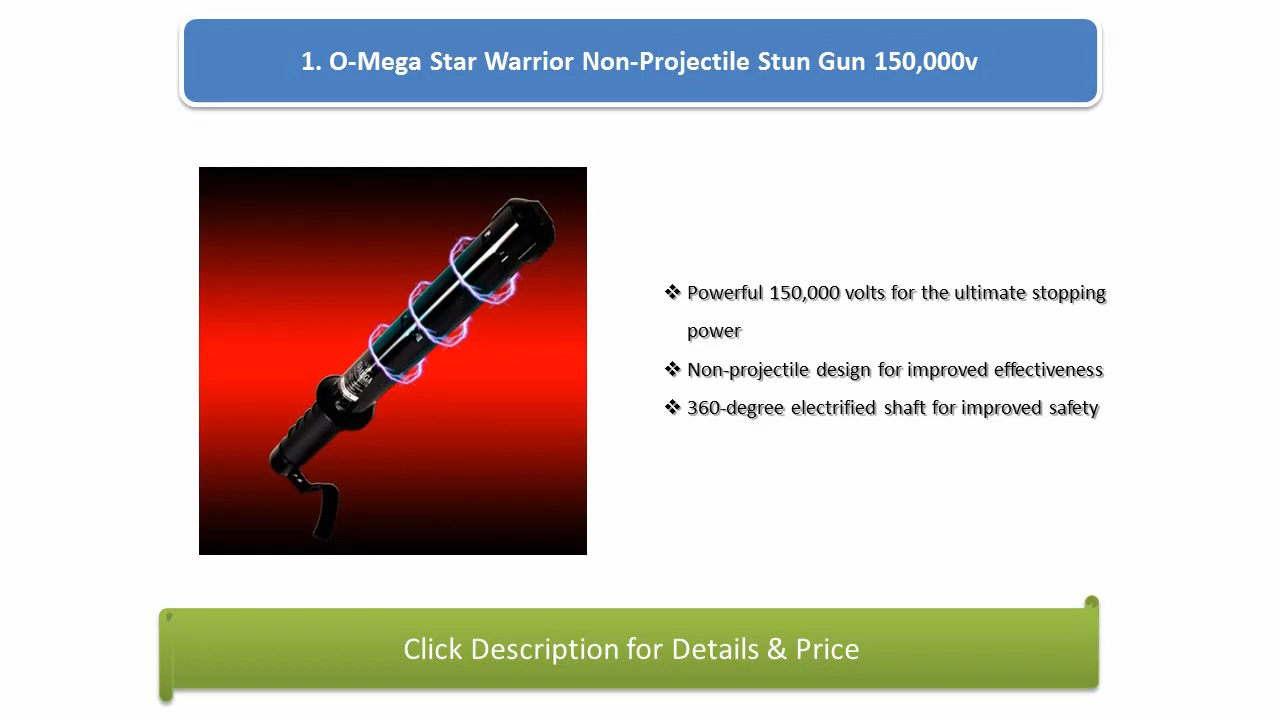 1. O-Mega Star Warrior Non-Projectile Stun Gun 150,000v
❖ Powerful 150,000 volts for the ultimate stopping
power
❖ Non-projectile design for improved effectiveness
❖ 360-degree electrified shaft for improved safety
Click Description for Details & Price